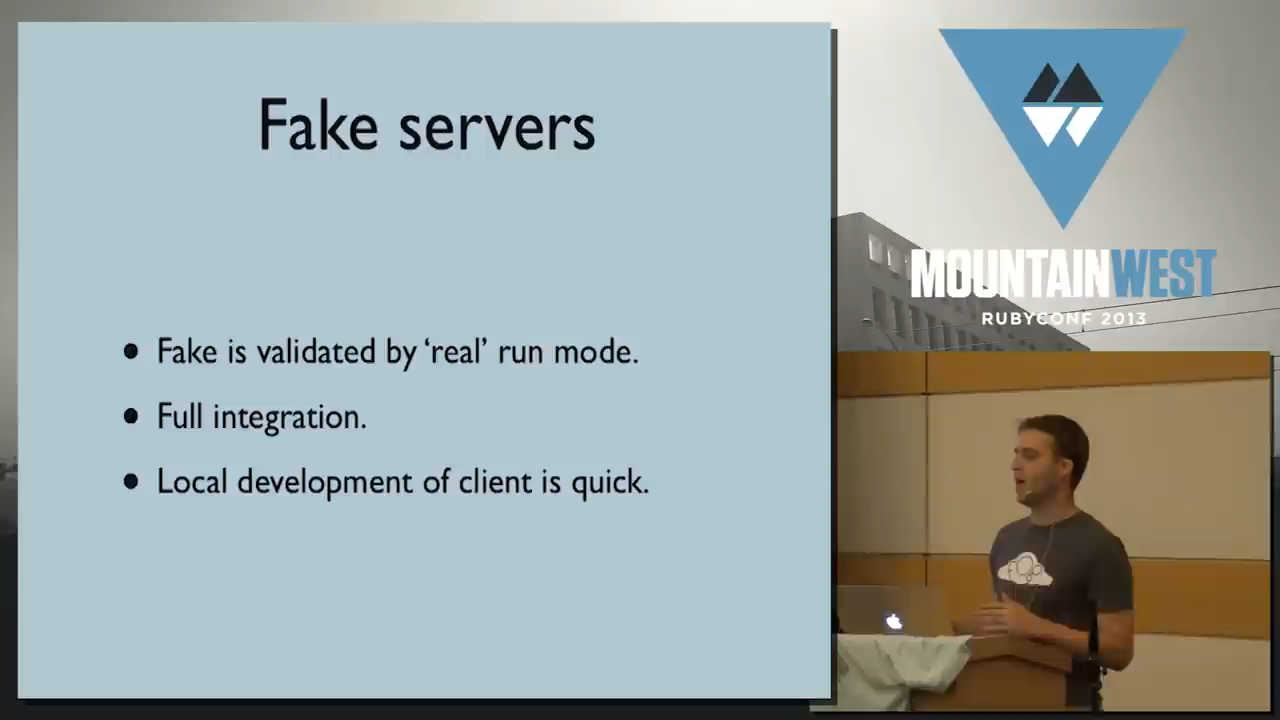 Fake servers
• Fake is validated by ‘real’ run mode.
• Full integration.
• Local development of client is quick.
MOUNTAINWEST
RUBYCONF 2013